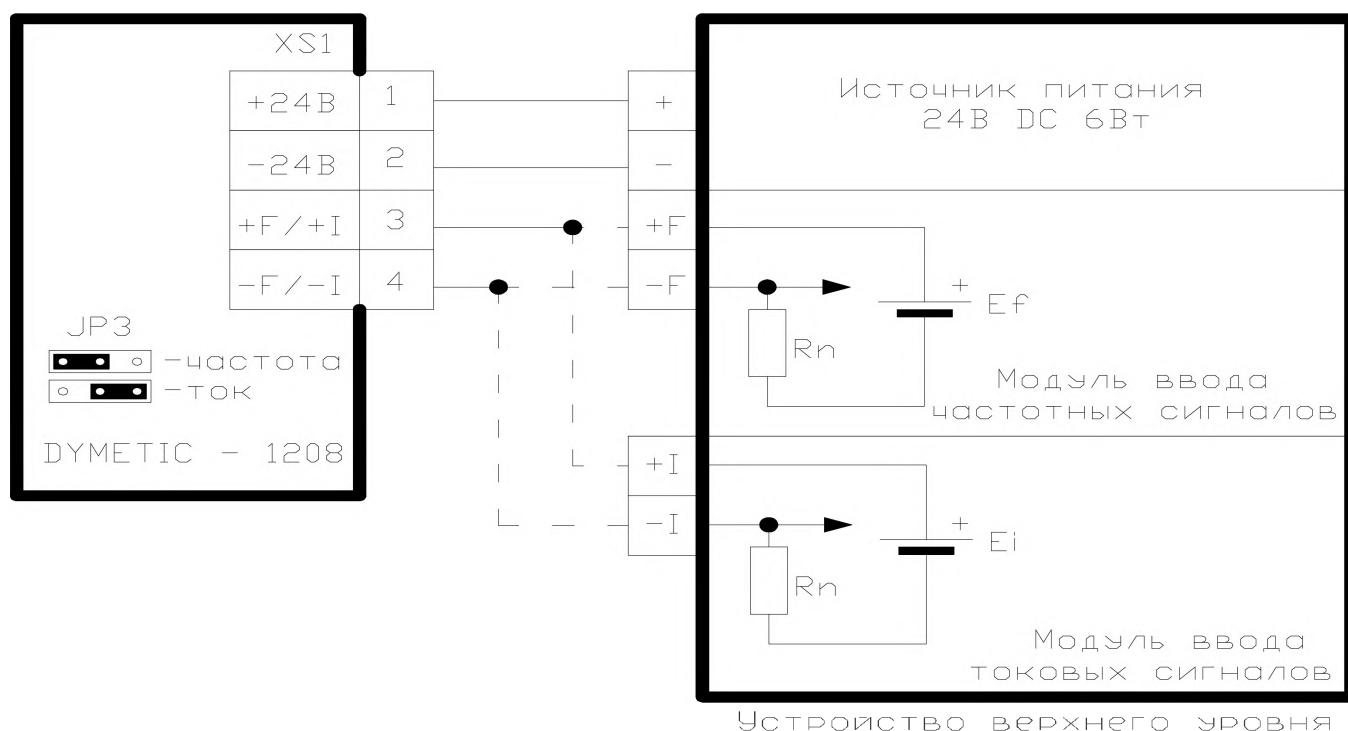 XS1
+24В 1
-24В 2
+F/+I 3
-F/-I 4
JP3
-частота
-ток
DYMETIC - 1208
+
-
+F
-F
+I
-I
Источник питания
24В DC 6Вт
+
Ef
Rn
Модуль ввода
частотных сигналов
+
Ei
Rn
Модуль ввода
токовых сигналов
Устройство верхнего уровня